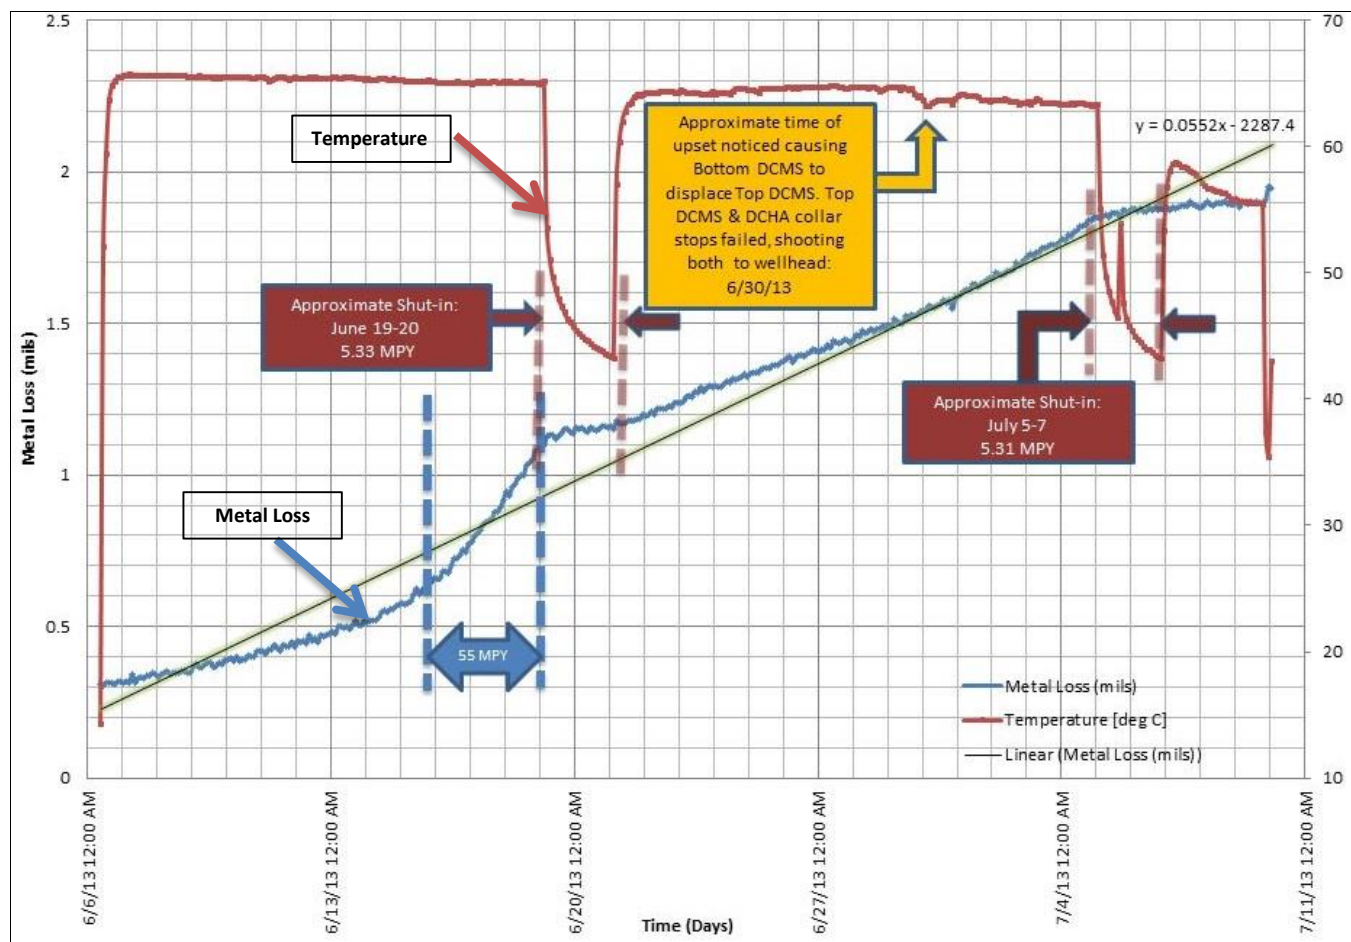 2.5
2
1.5
1
0.5
0
Metal Loss (mils)
70
60
50
40
30
20
10
Temperature
Approximate time of
upset noticed causing
Bottom DCMS to
displace Top DCMS. Top
DCMS & DCHA collar
stops failed, shooting
both to wellhead:
6/30/13
y = 0.0552x - 2287.4
Approximate Shut-in:
June 19-20
5.33 MPY
Approximate Shut-in:
July 5-7
5.31 MPY
Metal Loss
55 MPY
Metal Loss (mils)
Temperature [deg C]
Linear (Metal Loss (mils))
6/6/13 12:00 AM
6/13/13 12:00 AM
6/20/13 12:00 AM
6/27/13 12:00 AM
7/4/13 12:00 AM
7/11/13 12:00 AM
Time (Days)